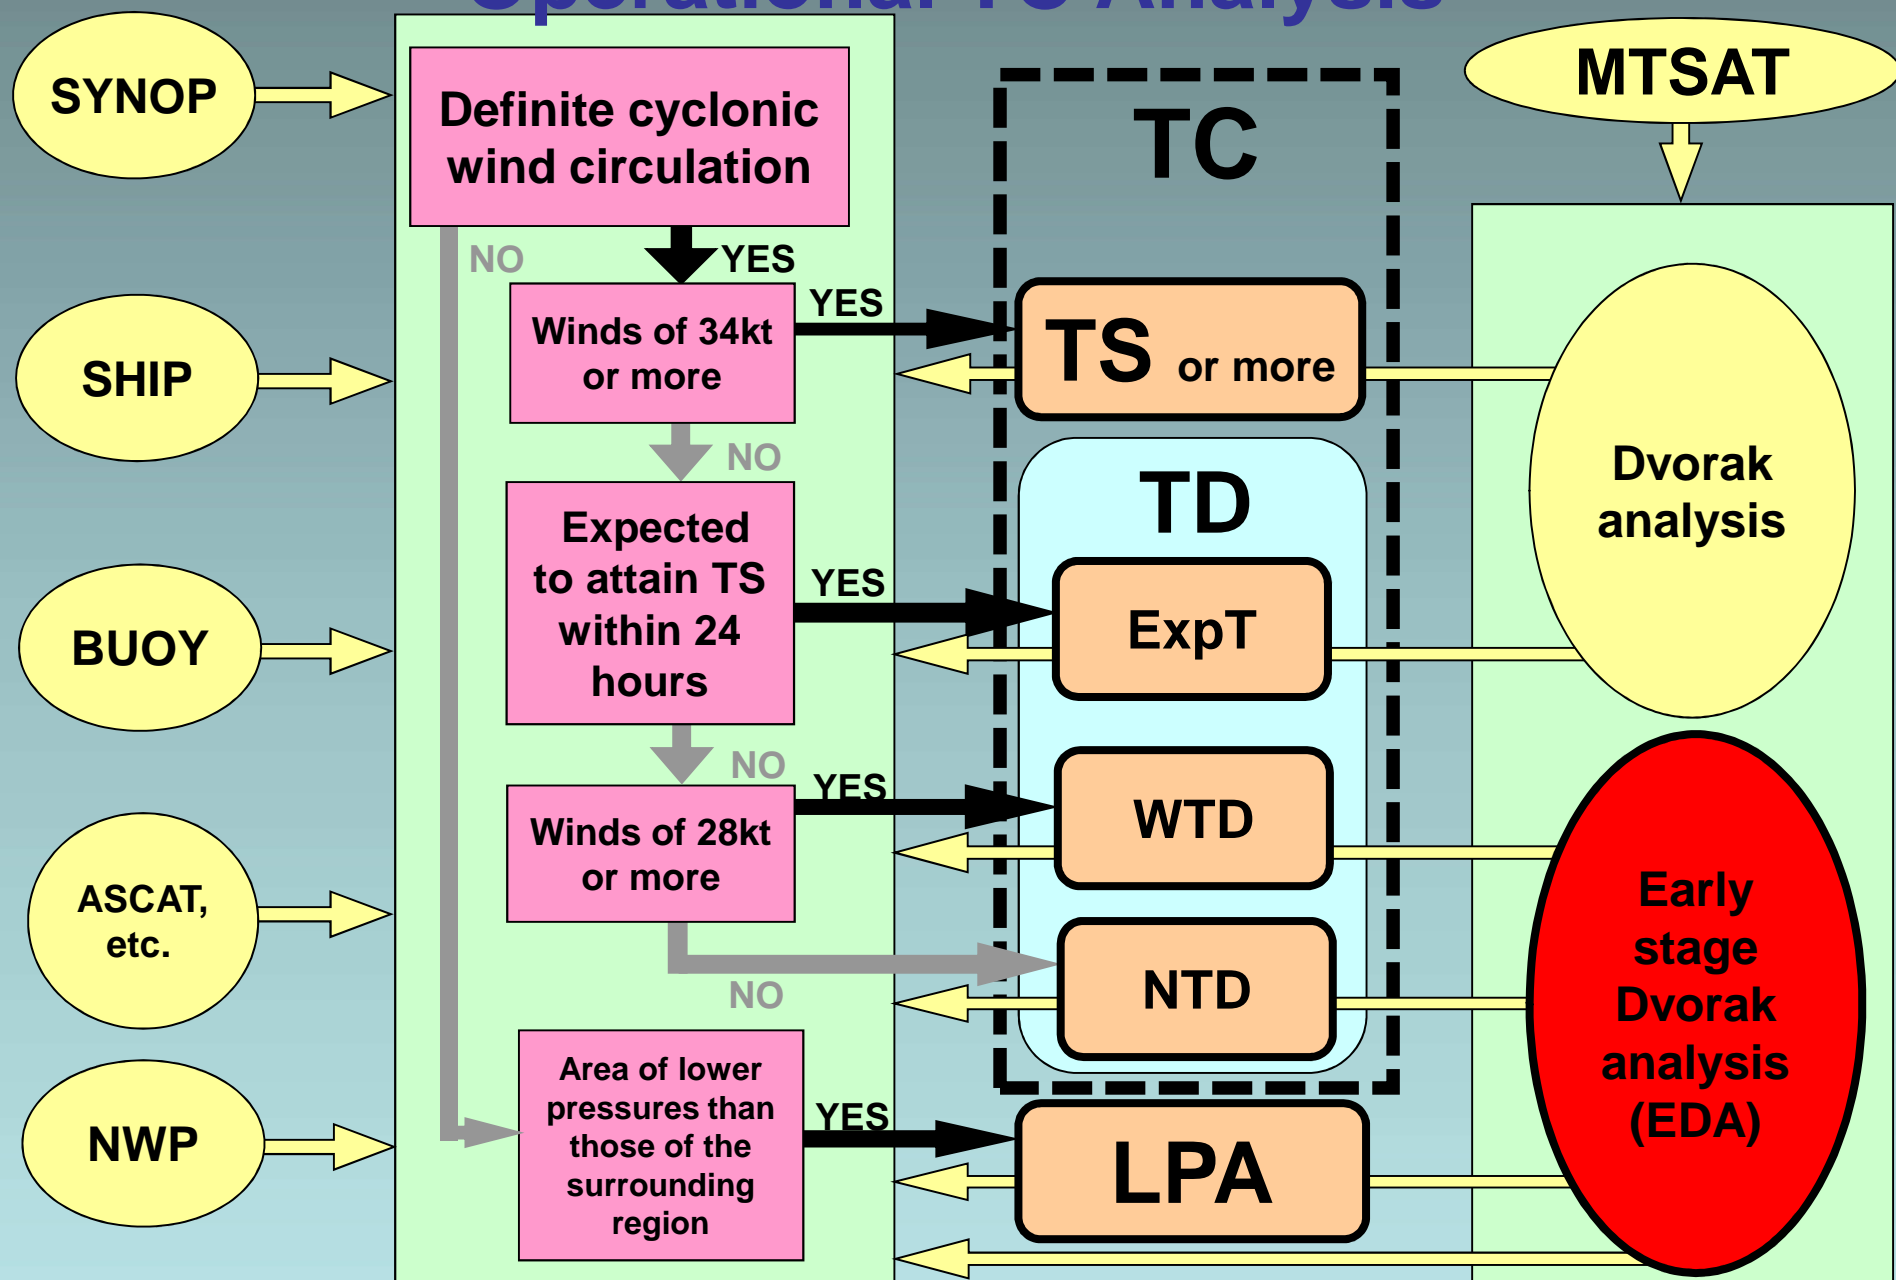 Operational TC Analysis
SYNOP
SHIP
BUOY
ASCAT,
etc.
NWP
Definite cyclonic
wind circulation
NO
YES
Winds of 34kt
or more
YES
NO
Expected
to attain TS
within 24
hours
YES
NO
Winds of 28kt
or more
YES
NO
Area of lower
pressures than
those of the
surrounding
region
YES
TC
TS or more
TD
ExpT
WTD
NTD
LPA
MTSAT
Dvorak
analysis
Early
stage
Dvorak
analysis
(EDA)